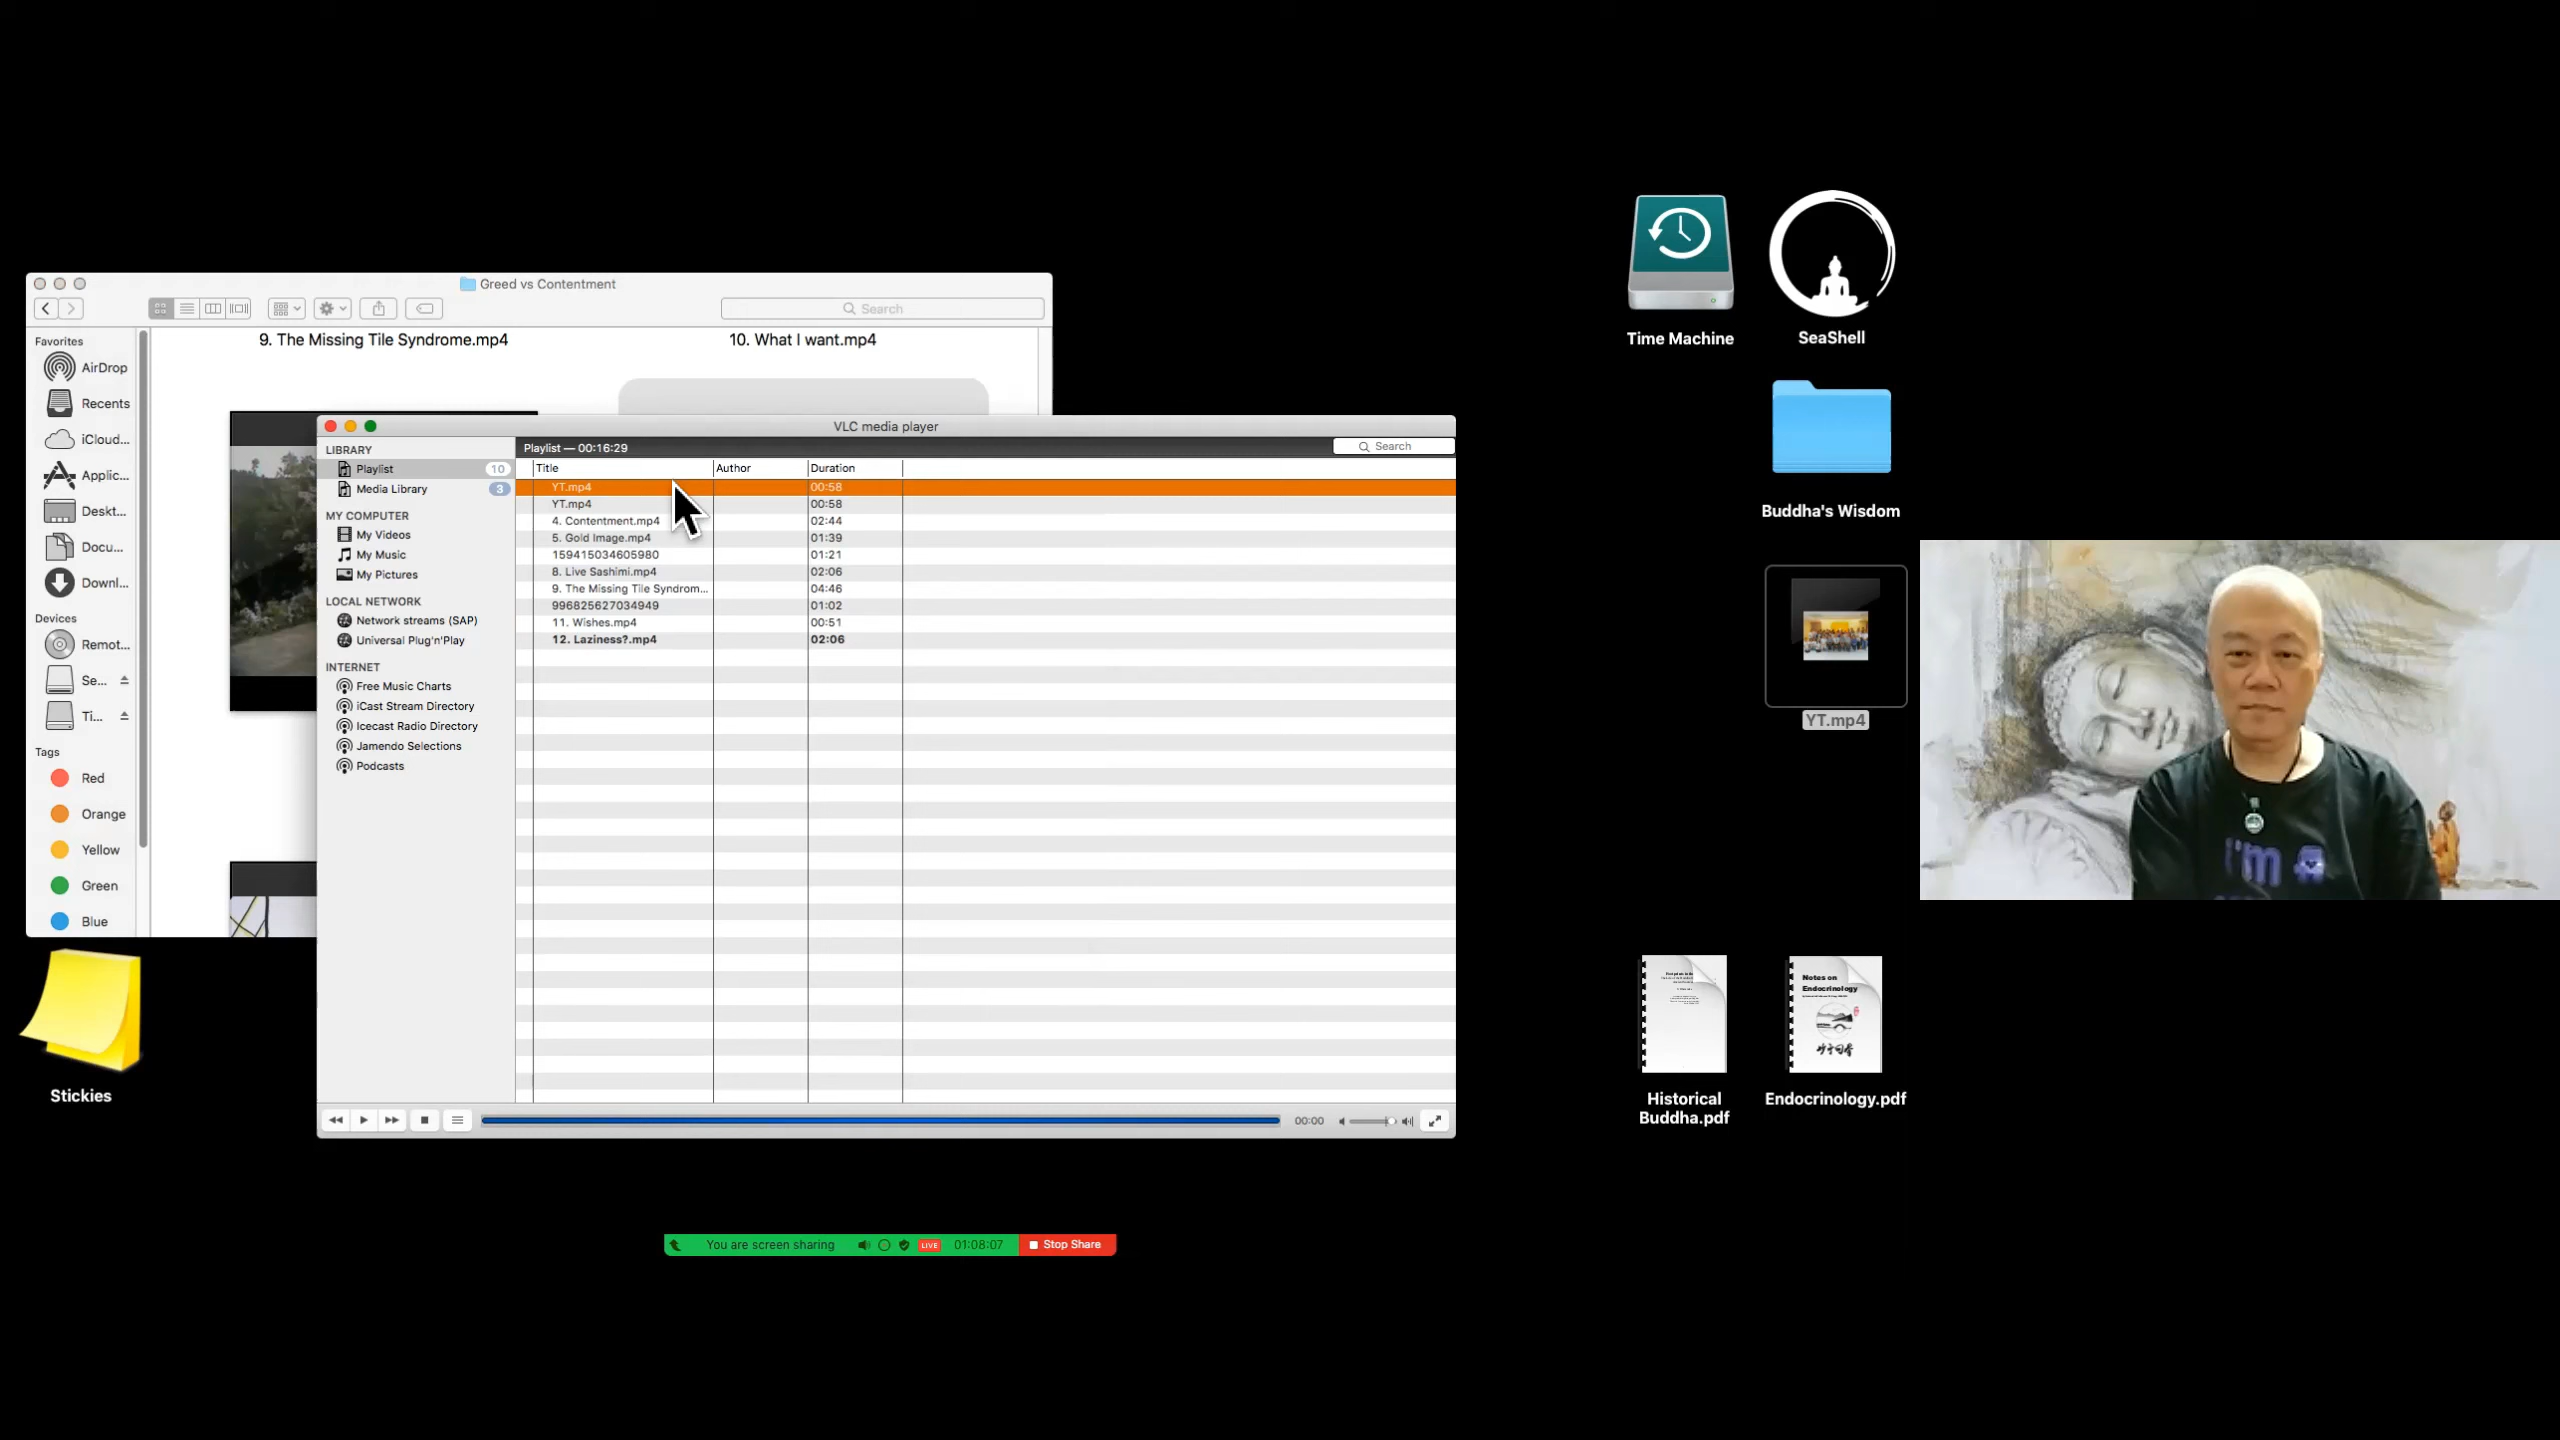 Greed vs Contentment
Search
Favorites
AirDrop
Recents
iCloud...
Applic...
Deskt...
Docu...
Downl...
Devices
Remot...
Se...
Ti...
Tags
Red
Orange
Yellow
Green
Blue
9. The Missing Tile Syndrome.mp4
10. What I want.mp4
VLC media player
LIBRARY
Playlist 10
Media Library 3
MY COMPUTER
My Videos
My Music
My Pictures
LOCAL NETWORK
Network streams (SAP)
Universal Plug'n'Play
INTERNET
Free Music Charts
iCast Stream Directory
Icecast Radio Directory
Jamendo Selections
Podcasts
Playlist — 00:16:29
Search
Title Author Duration
YT.mp4 00:58
YT.mp4 00:58
4. Contentment.mp4 02:44
5. Gold Image.mp4 01:39
159415034605980 01:21
8. Live Sashimi.mp4 02:06
9. The Missing Tile Syndrom... 04:46
996825627034949 01:02
11. Wishes.mp4 00:51
12. Laziness?.mp4 02:06
00:00
Stickies
You are screen sharing LIVE 01:08:07 Stop Share
Time Machine
SeaShell
Buddha's Wisdom
YT.mp4
I'm a
Notes on
Endocrinology
Historical
Buddha.pdf
Endocrinology.pdf